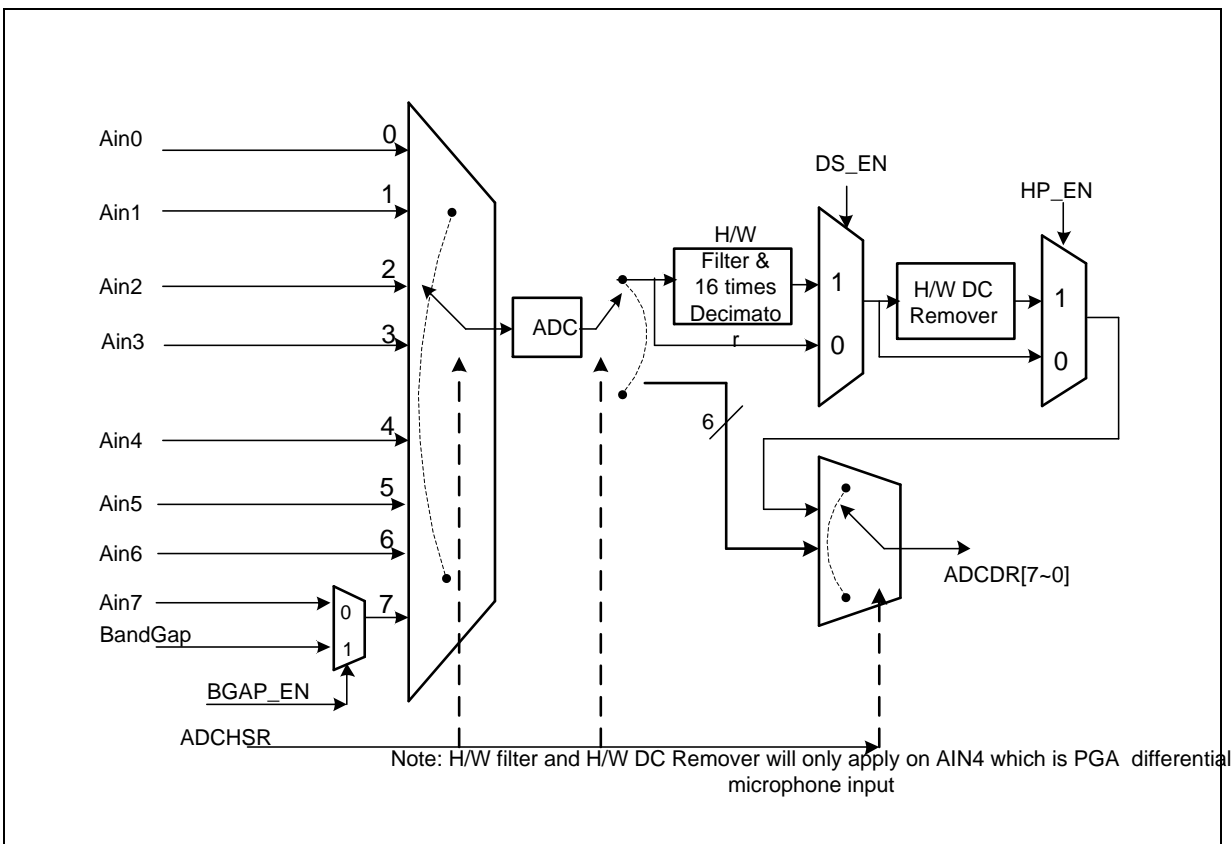 Ain0
0
Ain1
1
Ain2
2
Ain3
3
Ain4
4
Ain5
5
Ain6
6
Ain7
BandGap
0
1
7
BGAP_EN
ADCHSR
ADC
H/W
Filter &
16 times
Decimato
r
DS_EN
1
0
H/W DC
Remover
HP_EN
1
0
6
ADCDR[7~0]
Note: H/W filter and H/W DC Remover will only apply on AIN4 which is PGA differential
microphone input